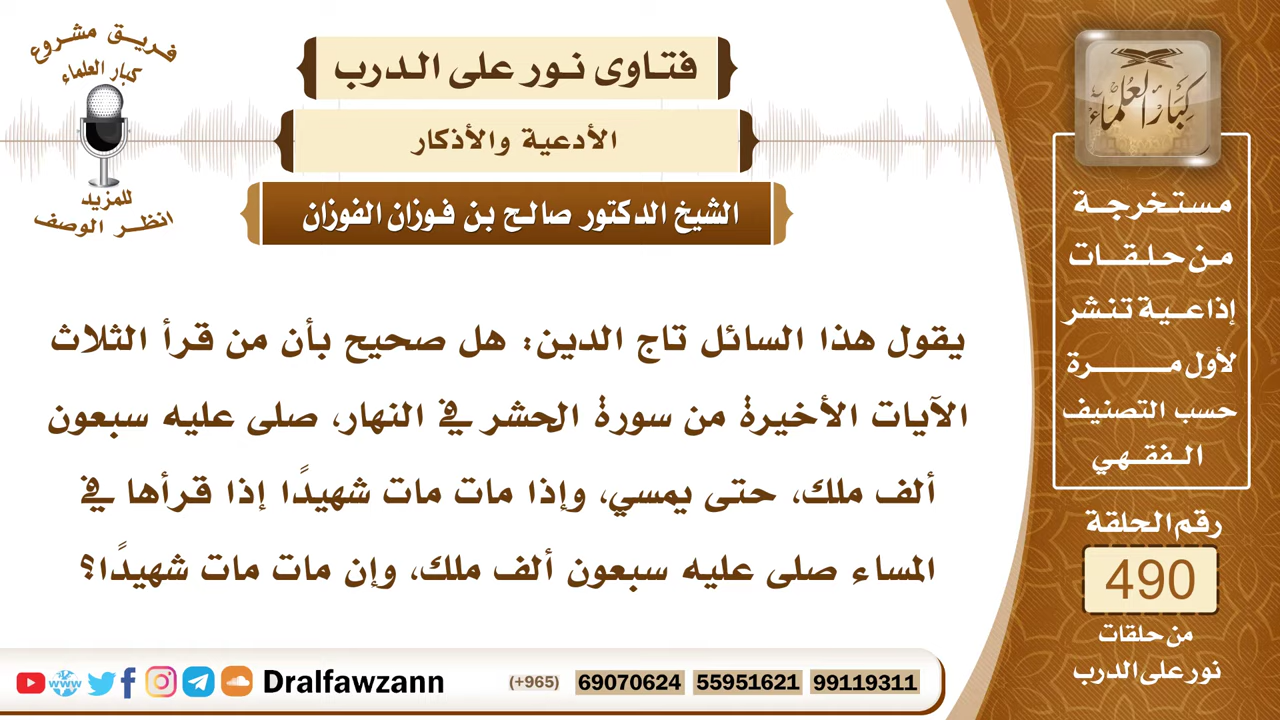 فريق مشروع
كبار العلماء
للمزيد
انظر الوصف
فتاوى نور على الدرب
الأدعية والأذكار
الشيخ الدكتور صالح بن فوزان الفوزان
يقول هذا السائل تاج الدين: هل صحيح بأن من قرأ الثلاث
الآيات الأخيرة من سورة الحشر في النهار، صلى عليه سبعون
ألف ملك، حتى يمسي، وإذا مات مات شهيدًا إذا قرأها في
المساء صلى عليه سبعون ألف ملك، وإن مات مات شهيدًا؟
كبار العلماء
مستخرجة
من حلقات
إذاعية تنشر
لأول مرة
حسب التصنيف
الفقهي
رقم الحلقة
490
من حلقات
نور على الدرب
www
Dralfawzann
(+965) 69070624 55951621 99119311